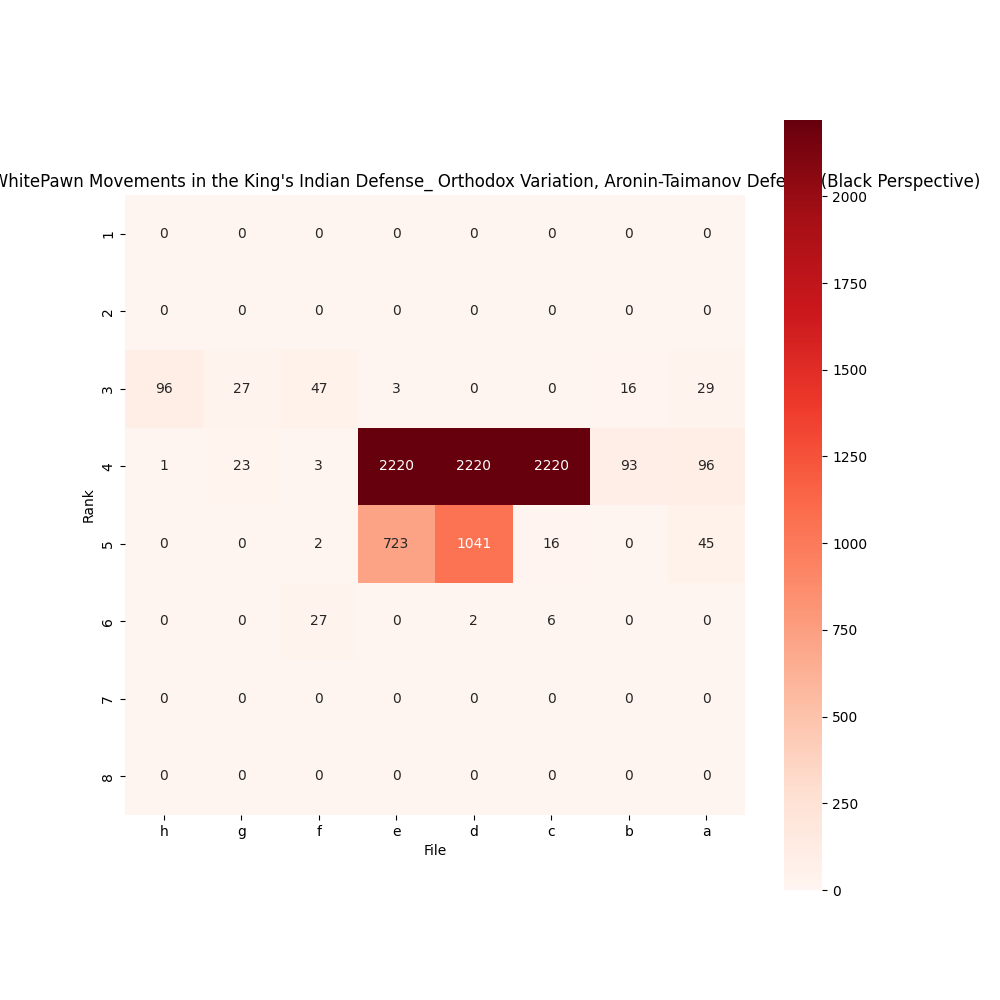 WhitePawn Movements in the King's Indian Defense_ Orthodox Variation, Aronin-Taimanov (Black Perspective)
2000
1 0 0 0 0 0 0 0 0
1750
2 0 0 0 0 0 0 0 0
3 96 27 47 3 0 0 16 29
1500
4 1 23 3 2220 2220 2220 93 96
1250
Rank
5 0 0 2 723 1041 16 0 45
1000
6 0 0 27 0 2 6 0 0
750
7 0 0 0 0 0 0 0 0
500
8 0 0 0 0 0 0 0 0
250
h g f e d c b a
File
0